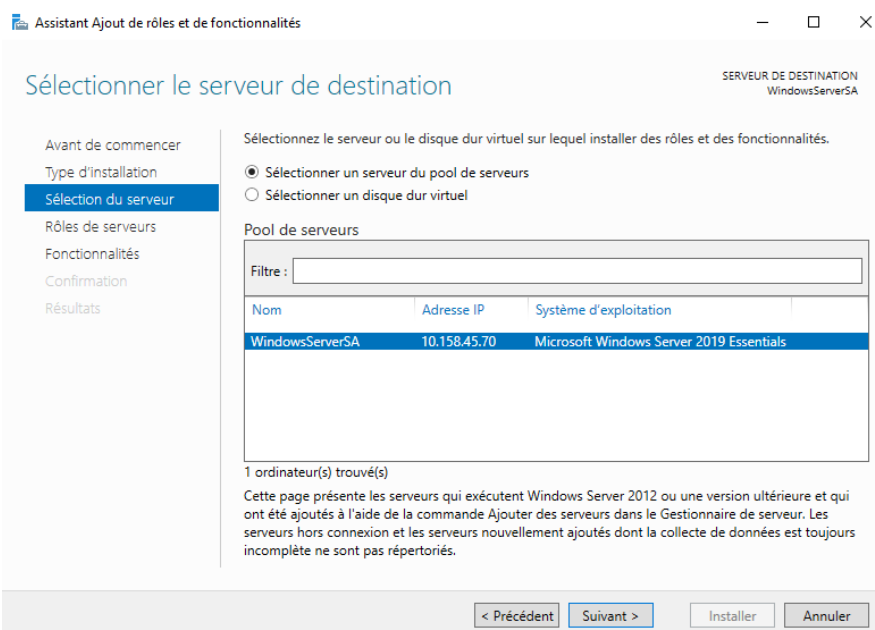 Assistant Ajout de rôles et de fonctionnalités
Sélectionner le serveur de destination
SERVEUR DE DESTINATION
WindowsServerSA
Avant de commencer
Type d'installation
Sélection du serveur
Rôles de serveurs
Fonctionnalités
Confirmation
Résultats
Sélectionnez le serveur ou le disque dur virtuel sur lequel installer des rôles et des fonctionnalités.
Sélectionner un serveur du pool de serveurs
Sélectionner un disque dur virtuel
Pool de serveurs
Filtre :
Nom Adresse IP Système d'exploitation
WindowsServerSA 10.158.45.70 Microsoft Windows Server 2019 Essentials
1 ordinateur(s) trouvé(s)
Cette page présente les serveurs qui exécutent Windows Server 2012 ou une version ultérieure et qui
ont été ajoutés à l'aide de la commande Ajouter des serveurs dans le Gestionnaire de serveur. Les
serveurs hors connexion et les serveurs nouvellement ajoutés dont la collecte de données est toujours
incomplète ne sont pas répertoriés.
< Précédent Suivant > Installer Annuler